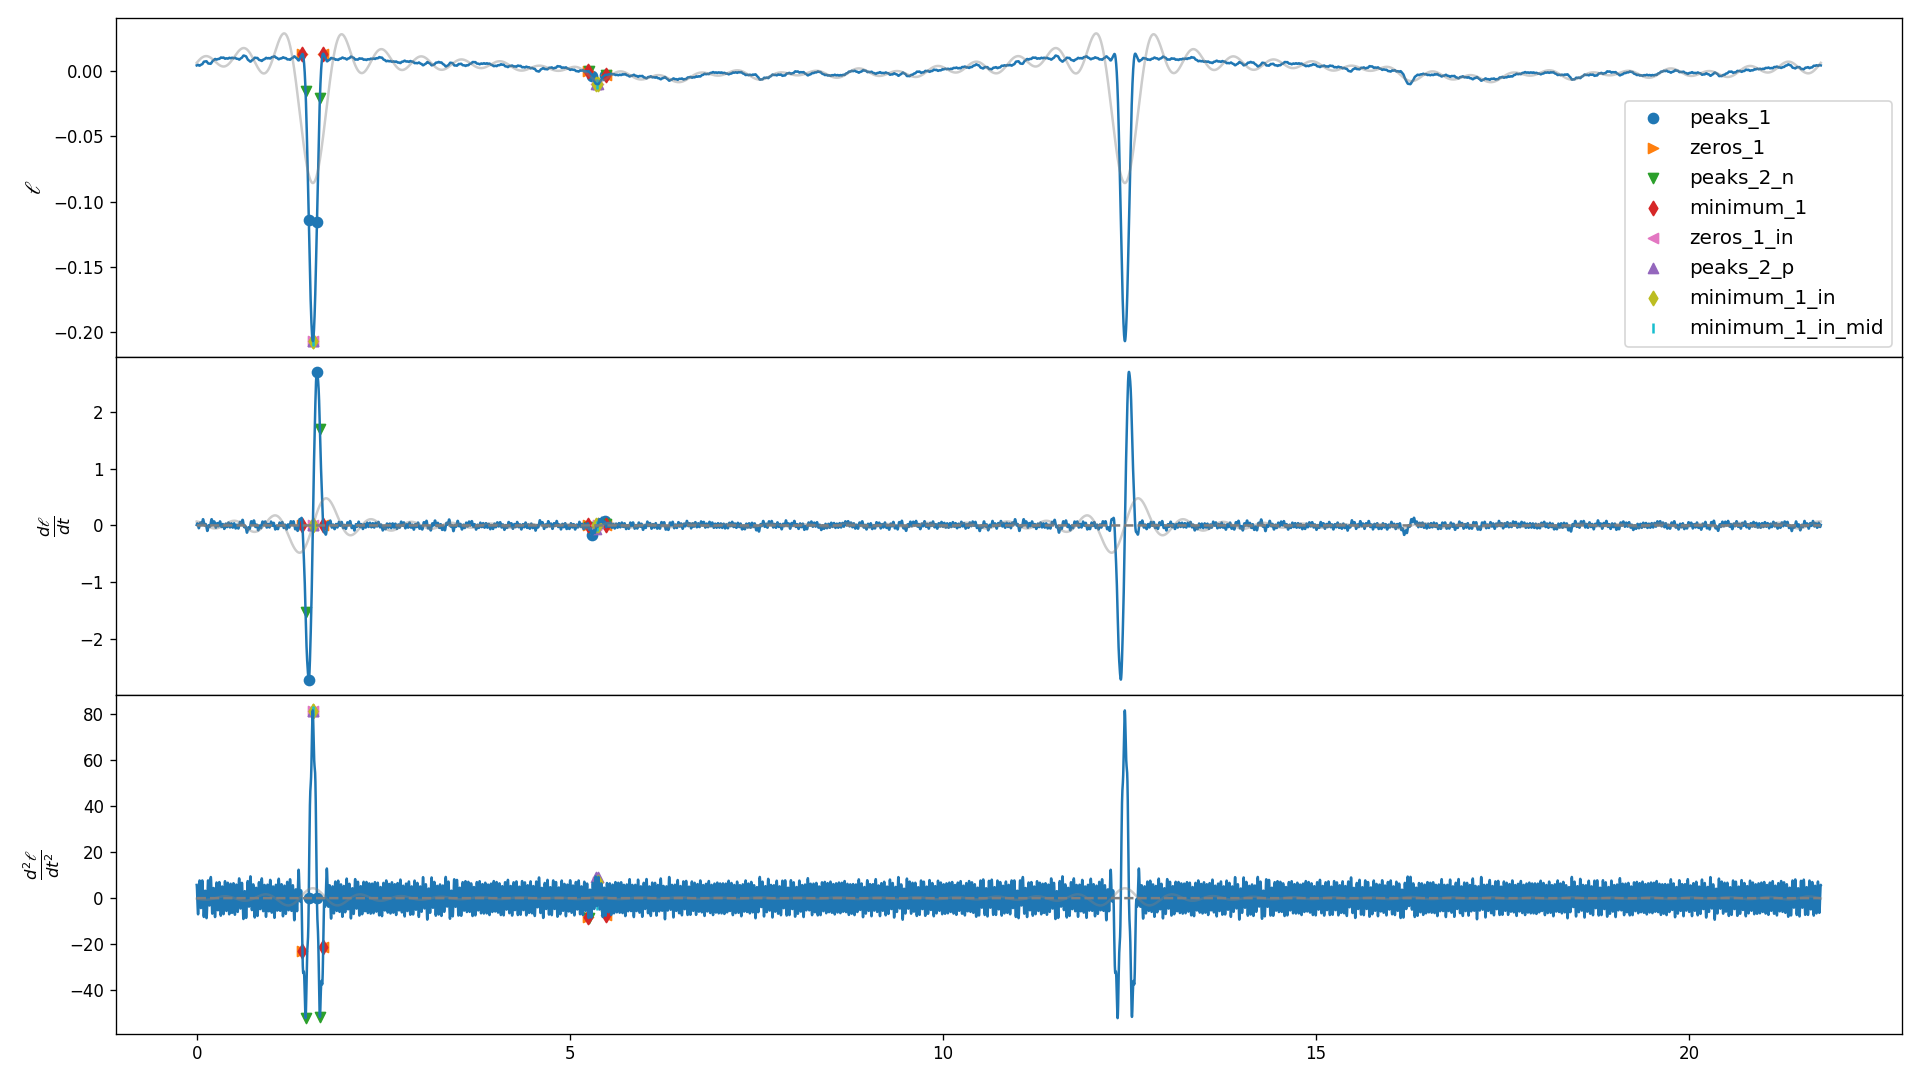 0.00
−0.05
−0.10
−0.15
−0.20
ℓ
peaks_1
zeros_1
peaks_2_n
minimum_1
zeros_1_in
peaks_2_p
minimum_1_in
minimum_1_in_mid
2
1
0
−1
−2
dℓ
dt
80
60
40
20
0
−20
−40
d²ℓ
dt²
0 5 10 15 20